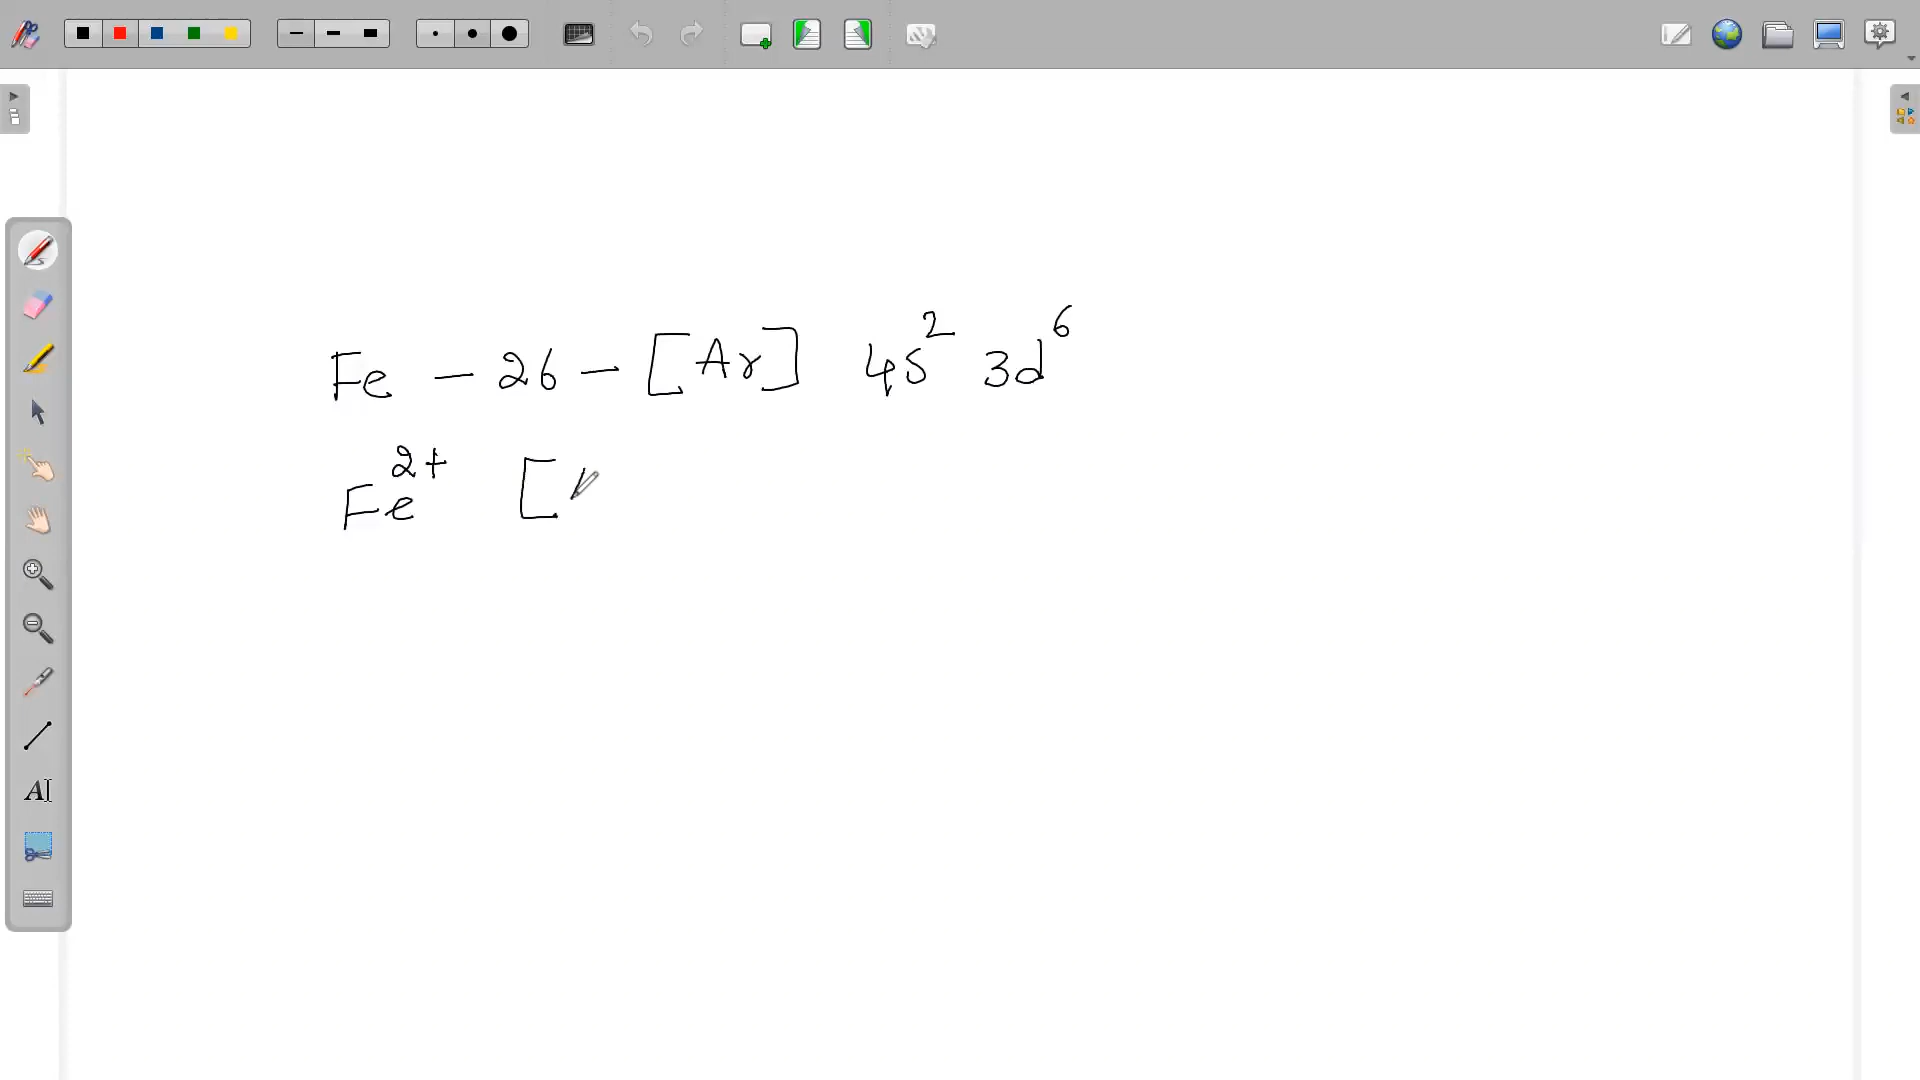 Fe - 26 - [Ar] 4s² 3d⁶
Fe²⁺ [